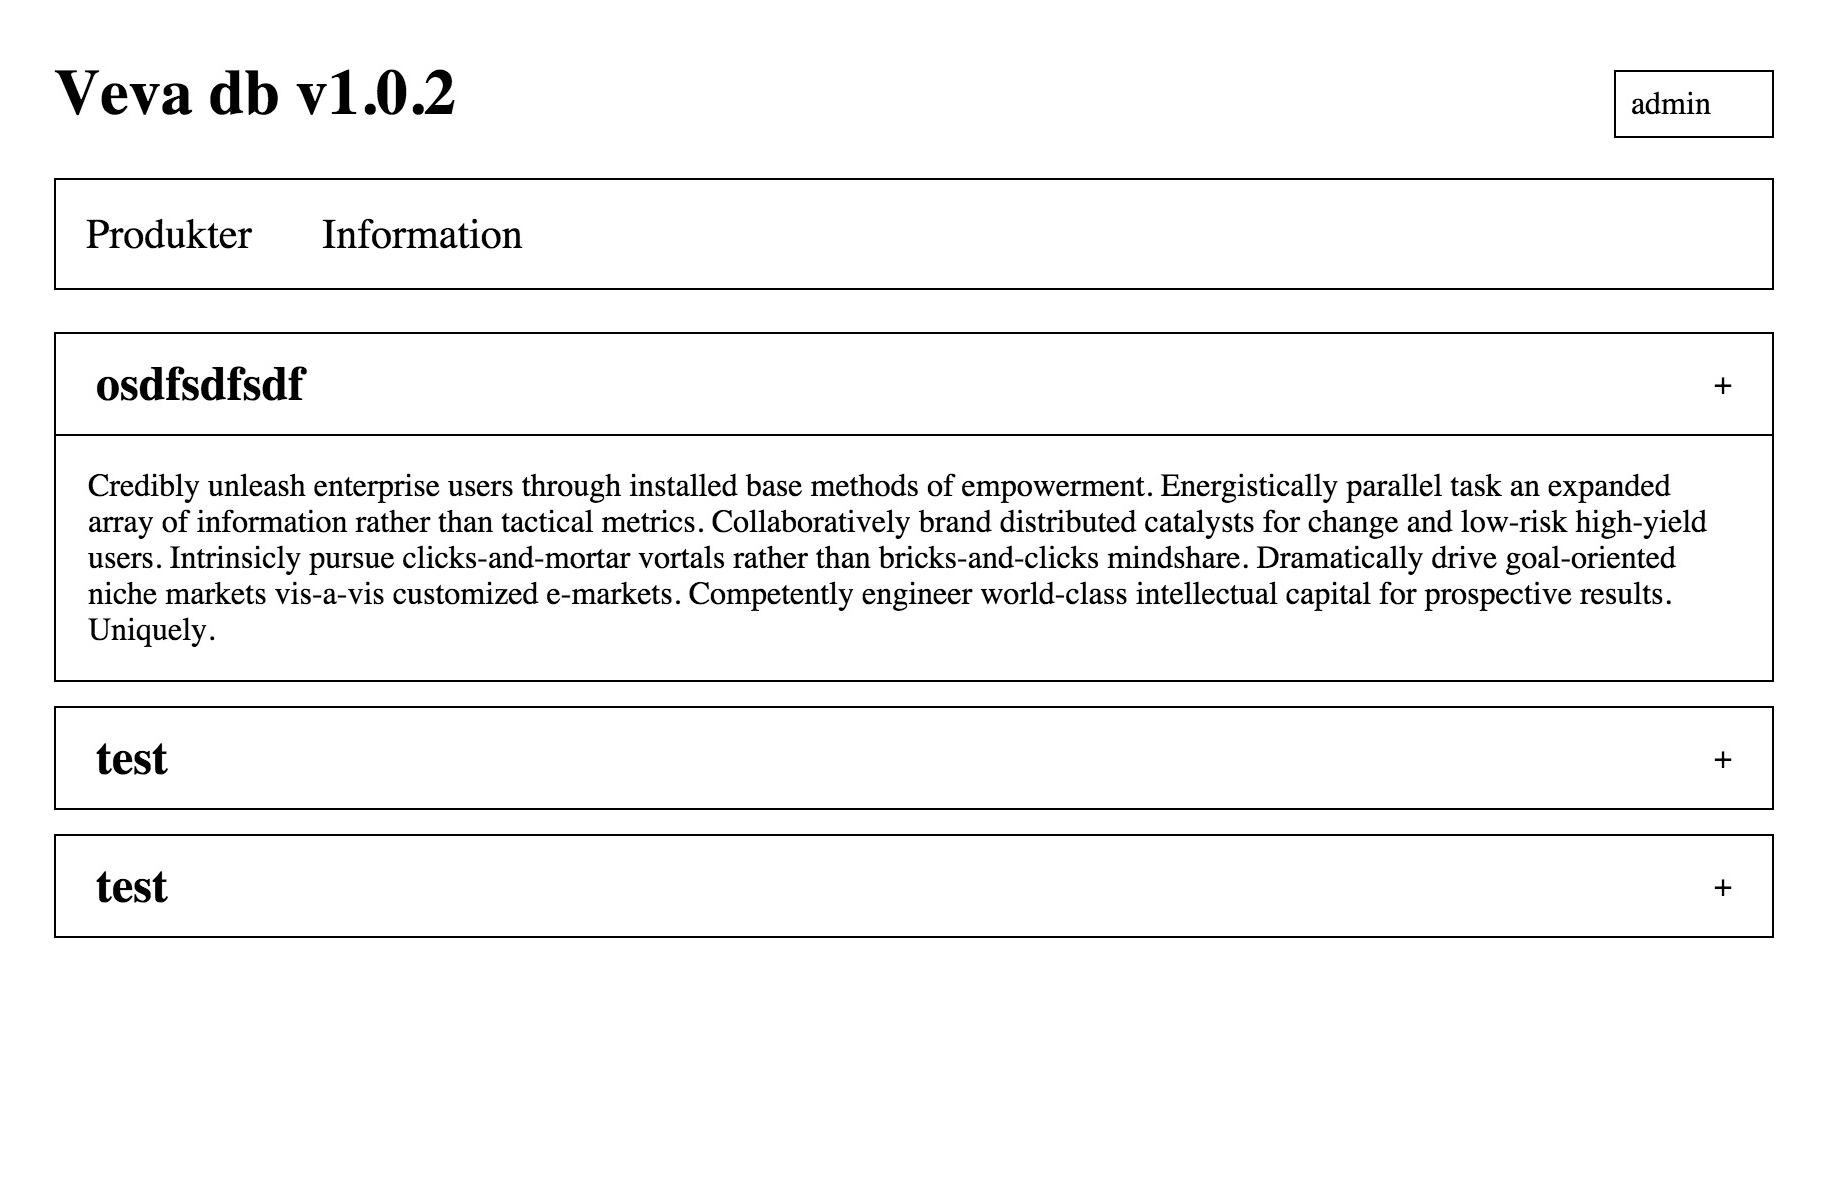 Veva db v1.0.2
admin
Produkter Information
osdfsdfsdf +
Credibly unleash enterprise users through installed base methods of empowerment. Energistically parallel task an expanded
array of information rather than tactical metrics. Collaboratively brand distributed catalysts for change and low-risk high-yield
users. Intrinsicly pursue clicks-and-mortar vortals rather than bricks-and-clicks mindshare. Dramatically drive goal-oriented
niche markets vis-a-vis customized e-markets. Competently engineer world-class intellectual capital for prospective results.
Uniquely.
test +
test +